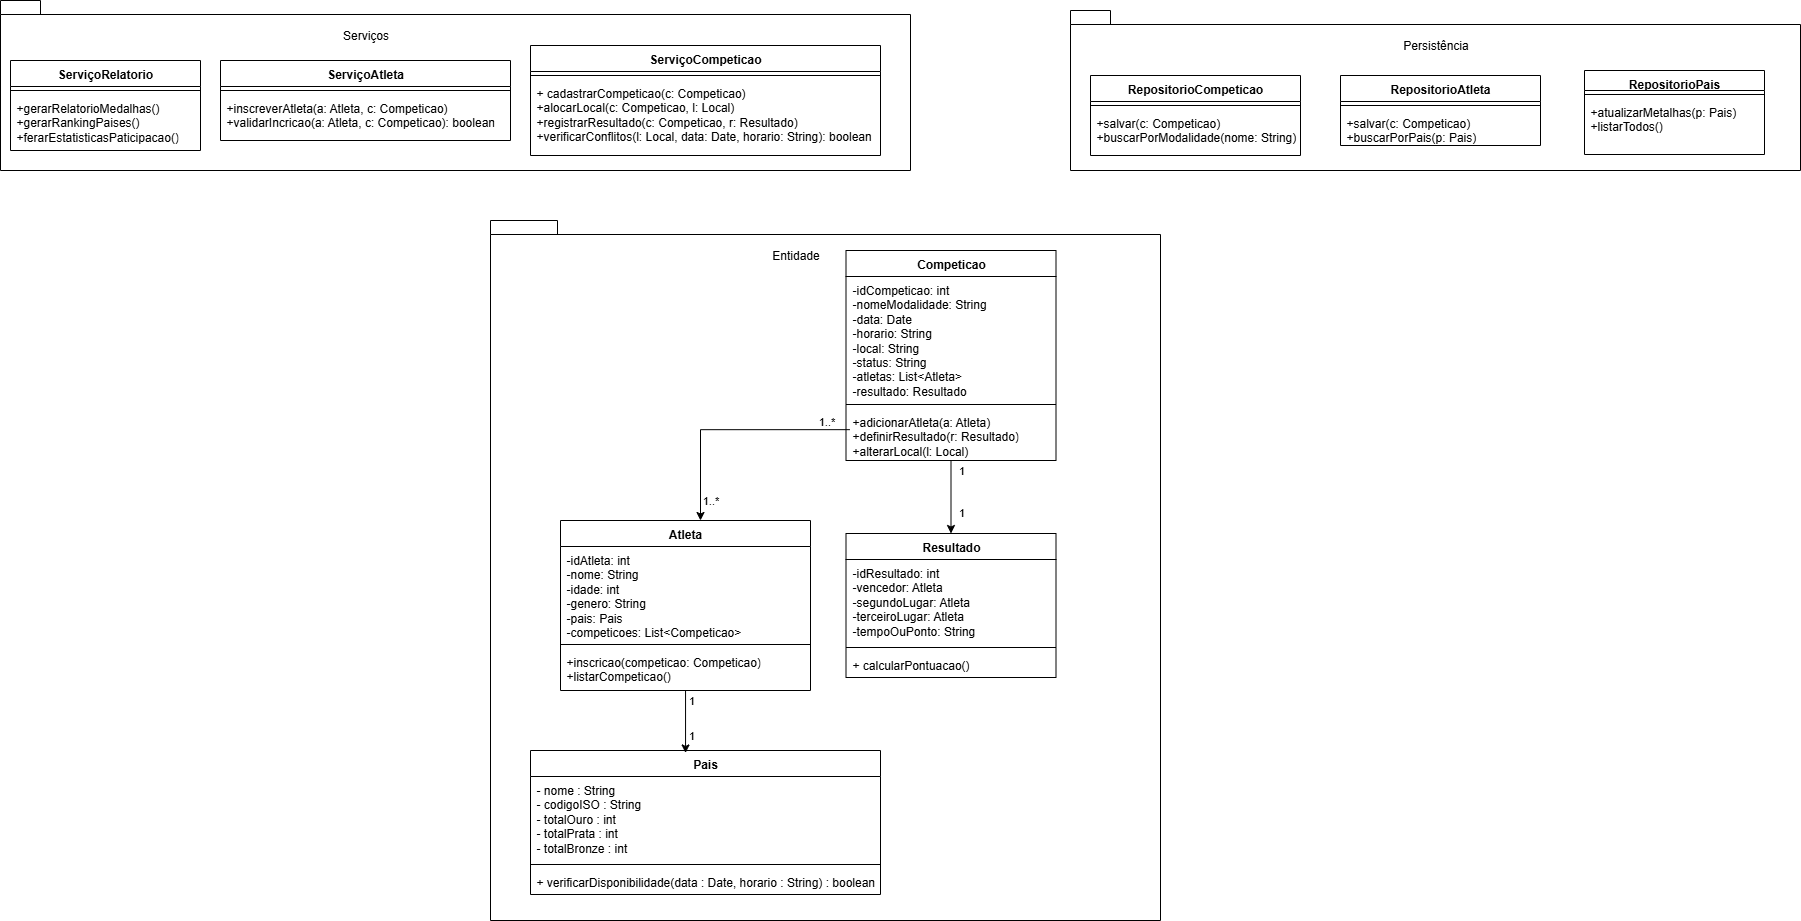 Serviços
ServiçoRelatorio
+gerarRelatorioMedalhas()
+gerarRankingPaises()
+ferarEstatisticasPaticipacao()
ServiçoAtleta
+inscreverAtleta(a: Atleta, c: Competicao)
+validarIncricao(a: Atleta, c: Competicao): boolean
ServiçoCompeticao
+ cadastrarCompeticao(c: Competicao)
+alocarLocal(c: Competicao, l: Local)
+registrarResultado(c: Competicao, r: Resultado)
+verificarConflitos(l: Local, data: Date, horario: String): boolean
Persistência
RepositorioCompeticao
+salvar(c: Competicao)
+buscarPorModalidade(nome: String)
RepositorioAtleta
+salvar(c: Competicao)
+buscarPorPais(p: Pais)
RepositorioPais
+atualizarMetalhas(p: Pais)
+listarTodos()
Entidade
Competicao
-idCompeticao: int
-nomeModalidade: String
-data: Date
-horario: String
-local: String
-status: String
-atletas: List<Atleta>
-resultado: Resultado
+adicionarAtleta(a: Atleta)
+definirResultado(r: Resultado)
+alterarLocal(l: Local)
1..*
1..*
1
1
Atleta
-idAtleta: int
-nome: String
-idade: int
-genero: String
-pais: Pais
-competicoes: List<Competicao>
+inscricao(competicao: Competicao)
+listarCompeticao()
Resultado
-idResultado: int
-vencedor: Atleta
-segundoLugar: Atleta
-terceiroLugar: Atleta
-tempoOuPonto: String
+ calcularPontuacao()
1
1
Pais
- nome : String
- codigoISO : String
- totalOuro : int
- totalPrata : int
- totalBronze : int
+ verificarDisponibilidade(data : Date, horario : String) : boolean